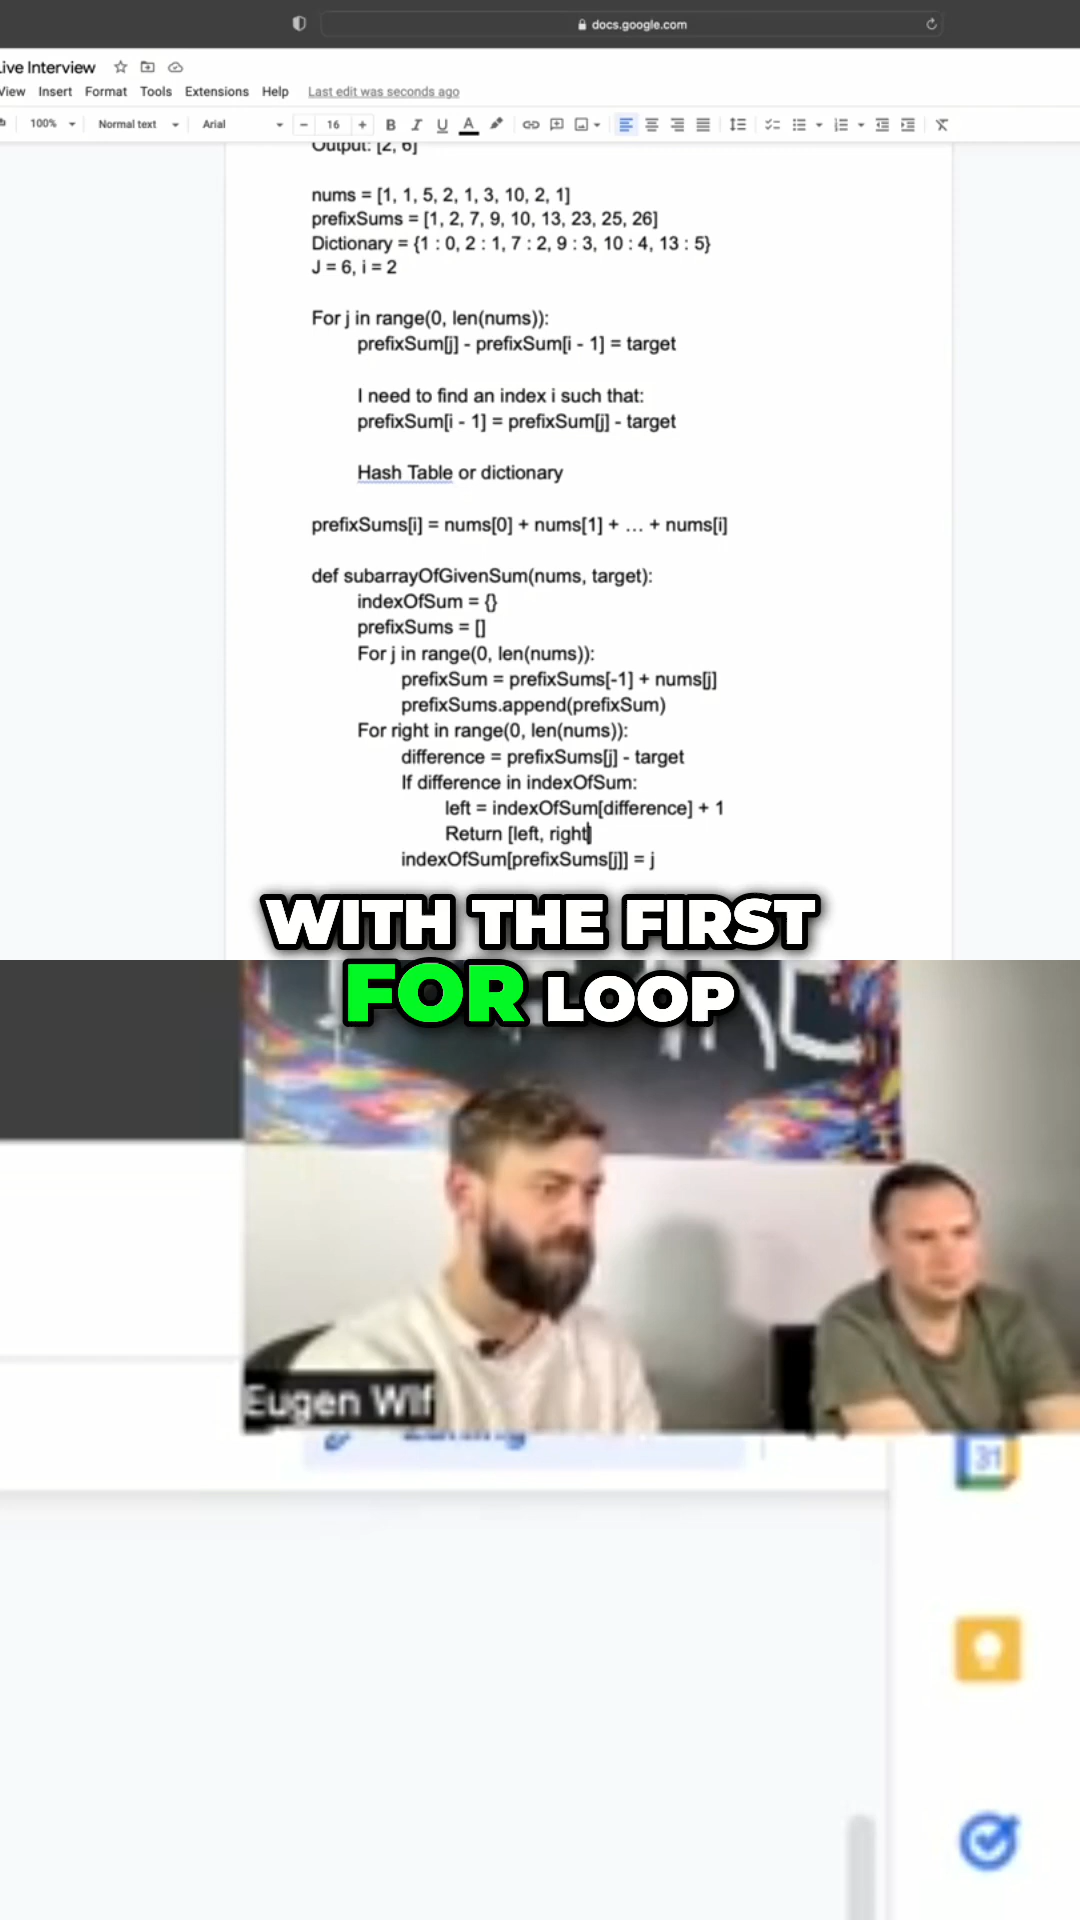 docs.google.com
ive Interview
View Insert Format Tools Extensions Help Last edit was seconds ago
100% Normal text Arial − 16 + B I U A
Output: [2, 6]
nums = [1, 1, 5, 2, 1, 3, 10, 2, 1]
prefixSums = [1, 2, 7, 9, 10, 13, 23, 25, 26]
Dictionary = {1 : 0, 2 : 1, 7 : 2, 9 : 3, 10 : 4, 13 : 5}
J = 6, i = 2
For j in range(0, len(nums)):
prefixSum[j] - prefixSum[i - 1] = target
I need to find an index i such that:
prefixSum[i - 1] = prefixSum[j] - target
Hash Table or dictionary
prefixSums[i] = nums[0] + nums[1] + … + nums[i]
def subarrayOfGivenSum(nums, target):
indexOfSum = {}
prefixSums = []
For j in range(0, len(nums)):
prefixSum = prefixSums[-1] + nums[j]
prefixSums.append(prefixSum)
For right in range(0, len(nums)):
difference = prefixSums[j] - target
If difference in indexOfSum:
left = indexOfSum[difference] + 1
Return [left, right]
indexOfSum[prefixSums[j]] = j
WITH THE FIRST
FOR LOOP
Eugen Wlf
31